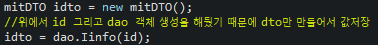 mitDTO idto = new mitDTO();
//위에서 id 그리고 dao 객체 생성을 해줬기 때문에 dto만 만들어서 값저장
idto = dao.Iinfo(id);